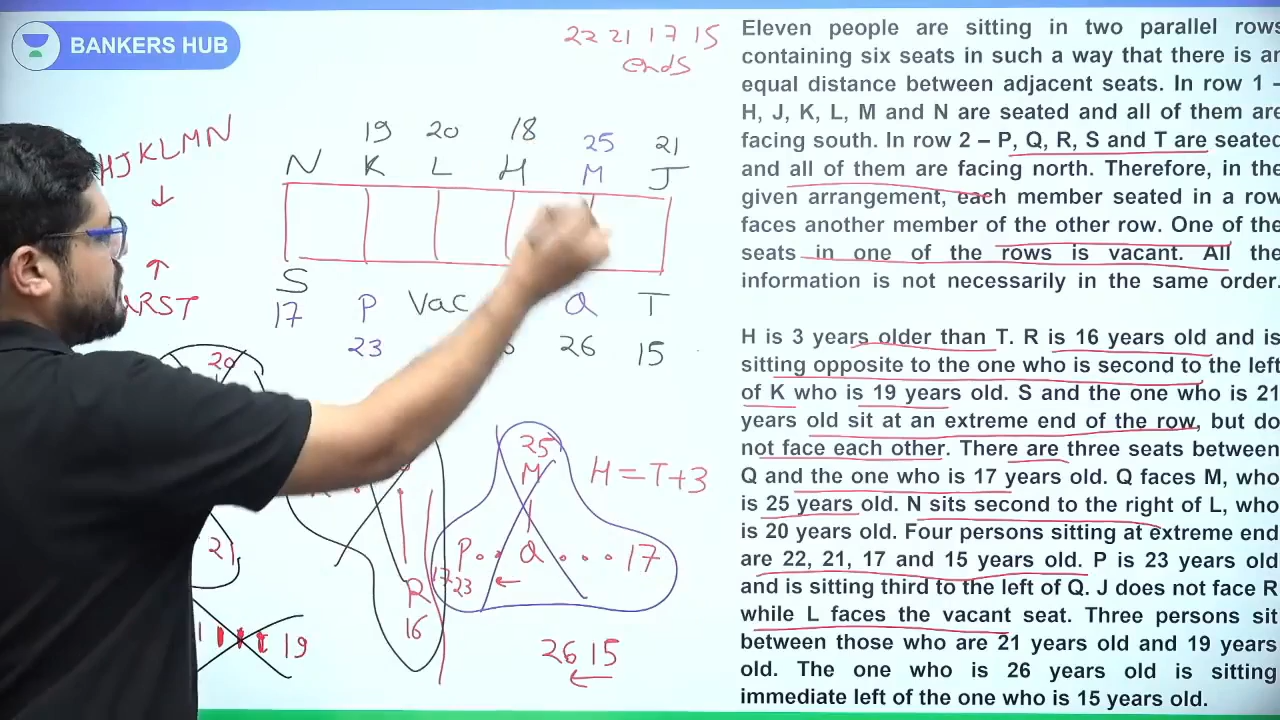 BANKERS HUB
22 21 17 15
ends
HJKLMN
↓
↑
QRST
19 20 18 25 21
N K L H M J
S P Vac Q T
17 23 26 15
20
21
19
R
16
25
M
P.. Q ... 17
17
23
←
H = T+3
26 15
←
Eleven people are sitting in two parallel rows
containing six seats in such a way that there is an
equal distance between adjacent seats. In row 1 –
H, J, K, L, M and N are seated and all of them are
facing south. In row 2 – P, Q, R, S and T are seated
and all of them are facing north. Therefore, in the
given arrangement, each member seated in a row
faces another member of the other row. One of the
seats in one of the rows is vacant. All the
information is not necessarily in the same order.
H is 3 years older than T. R is 16 years old and is
sitting opposite to the one who is second to the left
of K who is 19 years old. S and the one who is 21
years old sit at an extreme end of the row, but do
not face each other. There are three seats between
Q and the one who is 17 years old. Q faces M, who
is 25 years old. N sits second to the right of L, who
is 20 years old. Four persons sitting at extreme end
are 22, 21, 17 and 15 years old. P is 23 years old
and is sitting third to the left of Q. J does not face R
while L faces the vacant seat. Three persons sit
between those who are 21 years old and 19 years
old. The one who is 26 years old is sitting
immediate left of the one who is 15 years old.